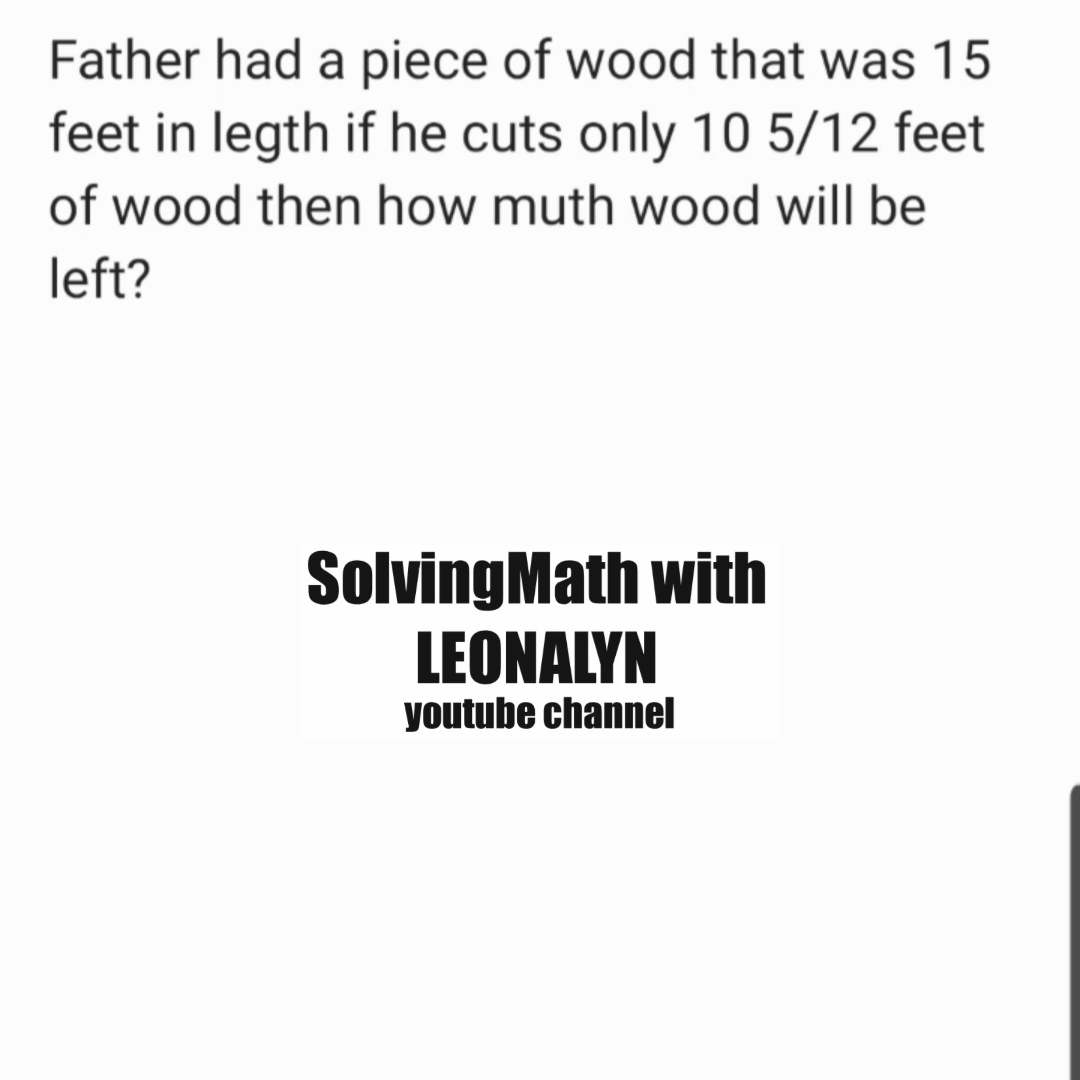 Father had a piece of wood that was 15
feet in legth if he cuts only 10 5/12 feet
of wood then how muth wood will be
left?
SolvingMath with
LEONALYN
youtube channel